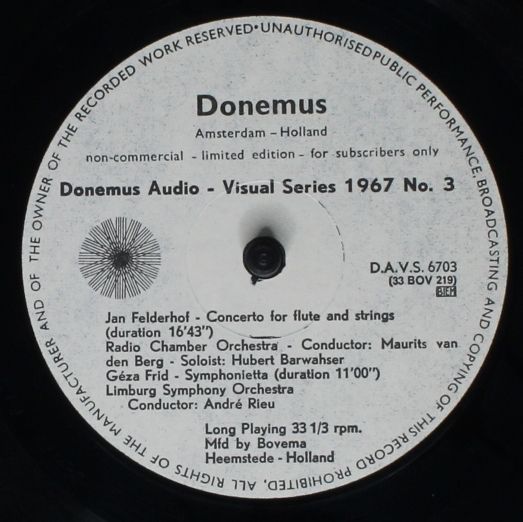 ALL RIGHTS OF THE MANUFACTURER AND OF THE OWNER OF THE RECORDED WORK RESERVED • UNAUTHORISED PUBLIC PERFORMANCE, BROADCASTING AND COPYING OF THIS RECORD PROHIBITED,
Donemus
Amsterdam - Holland
non-commercial - limited edition - for subscribers only
Donemus Audio - Visual Series 1967 No. 3
D.A.V.S. 6703
(33 BOV 219)
Jan Felderhof - Concerto for flute and strings
(duration 16'43")
Radio Chamber Orchestra - Conductor: Maurits van
den Berg - Soloist: Hubert Barwahser
Géza Frid - Symphonietta (duration 11'00")
Limburg Symphony Orchestra
Conductor: André Rieu
Long Playing 33 1/3 rpm.
Mfd by Bovema
Heemstede - Holland